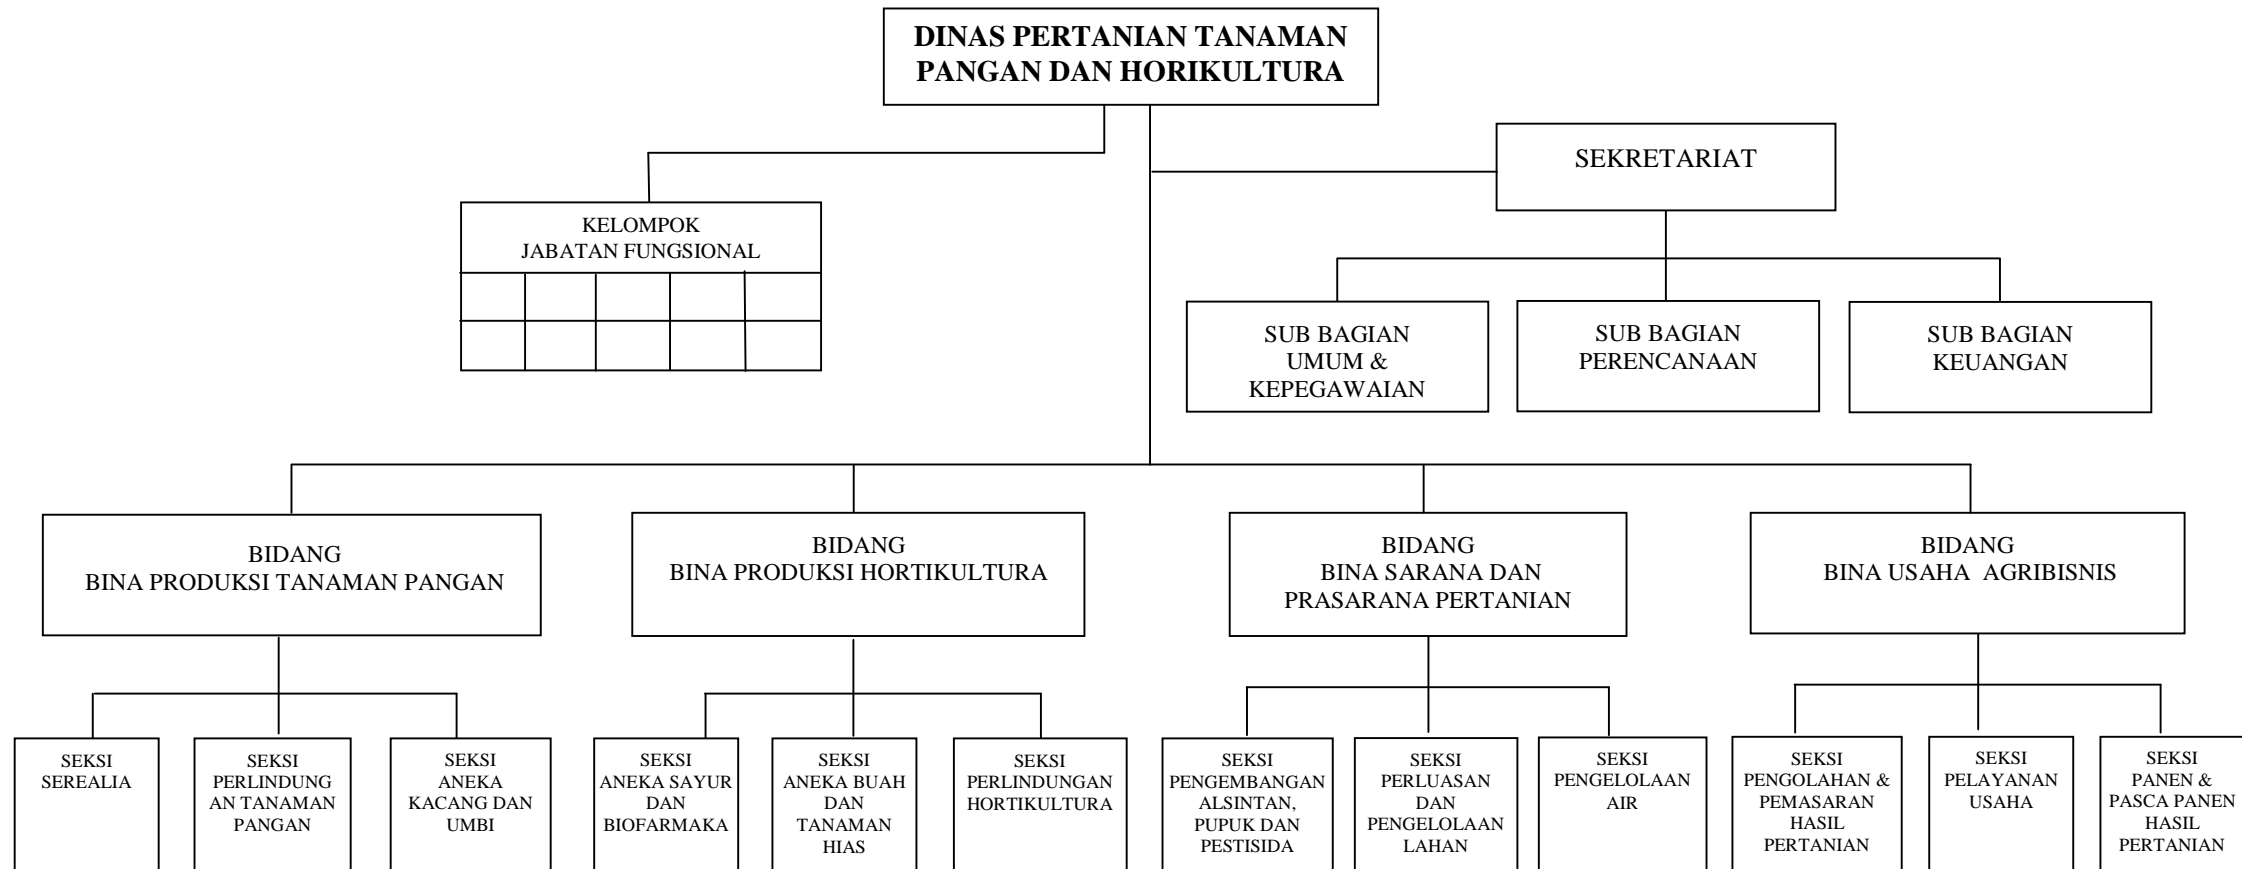 DINAS PERTANIAN TANAMAN
PANGAN DAN HORIKULTURA
SEKRETARIAT
KELOMPOK
JABATAN FUNGSIONAL
SUB BAGIAN
UMUM &
KEPEGAWAIAN
SUB BAGIAN
PERENCANAAN
SUB BAGIAN
KEUANGAN
BIDANG
BINA PRODUKSI TANAMAN PANGAN
BIDANG
BINA PRODUKSI HORTIKULTURA
BIDANG
BINA SARANA DAN
PRASARANA PERTANIAN
BIDANG
BINA USAHA  AGRIBISNIS
SEKSI
SEREALIA
SEKSI
PERLINDUNG
AN TANAMAN
PANGAN
SEKSI
ANEKA
KACANG DAN
UMBI
SEKSI
ANEKA SAYUR
DAN
BIOFARMAKA
SEKSI
ANEKA BUAH
DAN
TANAMAN
HIAS
SEKSI
PERLINDUNGAN
HORTIKULTURA
SEKSI
PENGEMBANGAN
ALSINTAN,
PUPUK DAN
PESTISIDA
SEKSI
PERLUASAN
DAN
PENGELOLAAN
LAHAN
SEKSI
PENGELOLAAN
AIR
SEKSI
PENGOLAHAN &
PEMASARAN
HASIL
PERTANIAN
SEKSI
PELAYANAN
USAHA
SEKSI
PANEN &
PASCA PANEN
HASIL
PERTANIAN